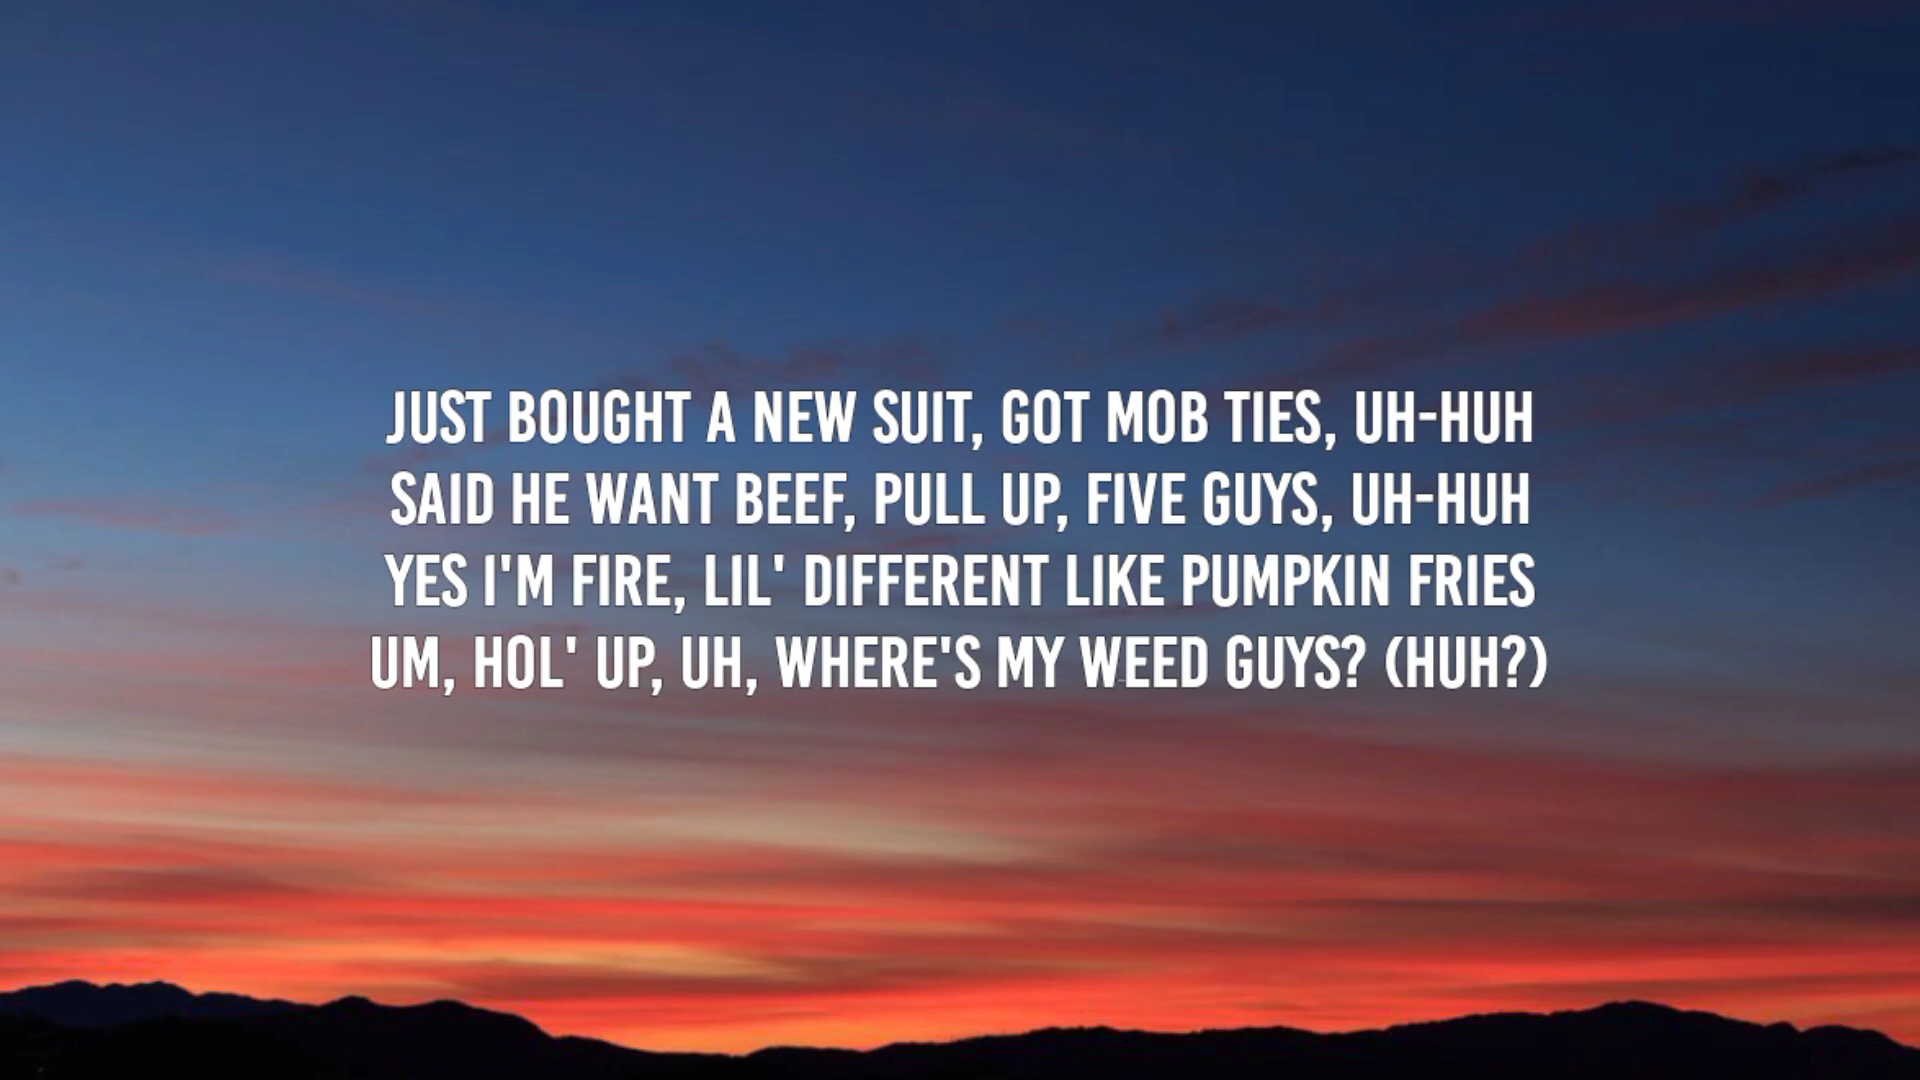 JUST BOUGHT A NEW SUIT, GOT MOB TIES, UH-HUH
SAID HE WANT BEEF, PULL UP, FIVE GUYS, UH-HUH
YES I'M FIRE, LIL' DIFFERENT LIKE PUMPKIN FRIES
UM, HOL' UP, UH, WHERE'S MY WEED GUYS? (HUH?)